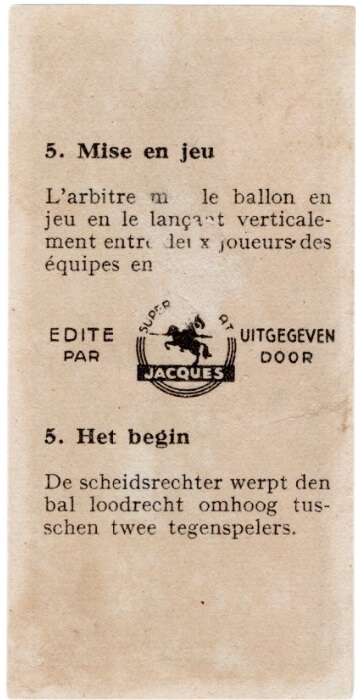 5. Mise en jeu
L'arbitre le ballon en
jeu en le lançant verticale-
ment entre deux joueurs des
équipes en
EDITE
PAR
SUPER
JACQUES
UITGEGEVEN
DOOR
5. Het begin
De scheidsrechter werpt den
bal loodrecht omhoog tus-
schen twee tegenspelers.